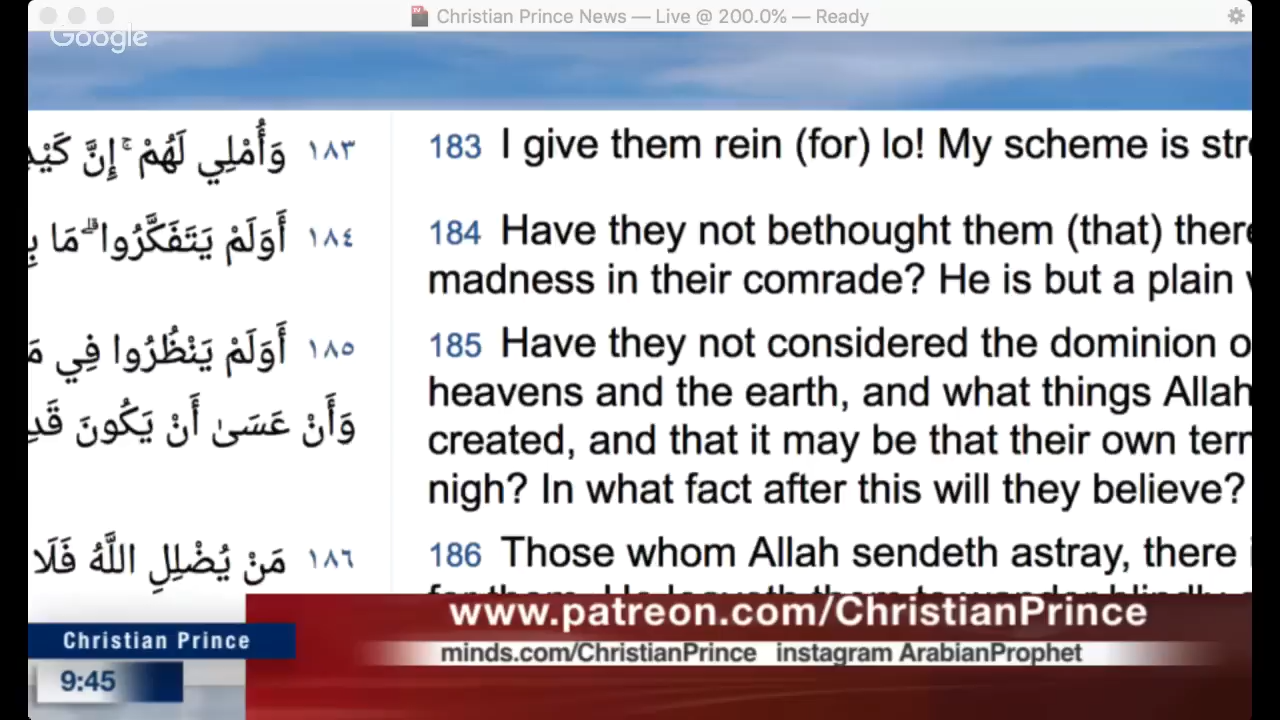 Christian Prince News — Live @ 200.0% — Ready
Google
وَأُمْلِي لَهُمْ ۚ إِنَّ ١٨٣
183 I give them rein (for) lo! My scheme is
أَوَلَمْ يَتَفَكَّرُوا ۗ مَا ١٨٤
184 Have they not bethought them (that)
madness in their comrade? He is but a plain
أَوَلَمْ يَنْظُرُوا فِي ١٨٥
185 Have they not considered the dominion
heavens and the earth, and what things Allah
وَأَنْ عَسَىٰ أَنْ يَكُونَ
created, and that it may be that their own
nigh? In what fact after this will they believe?
مَنْ يُضْلِلِ اللَّهُ فَلَا ١٨٦
186 Those whom Allah sendeth astray, there
www.patreon.com/ChristianPrince
minds.com/ChristianPrince instagram ArabianProphet
Christian Prince
9:45